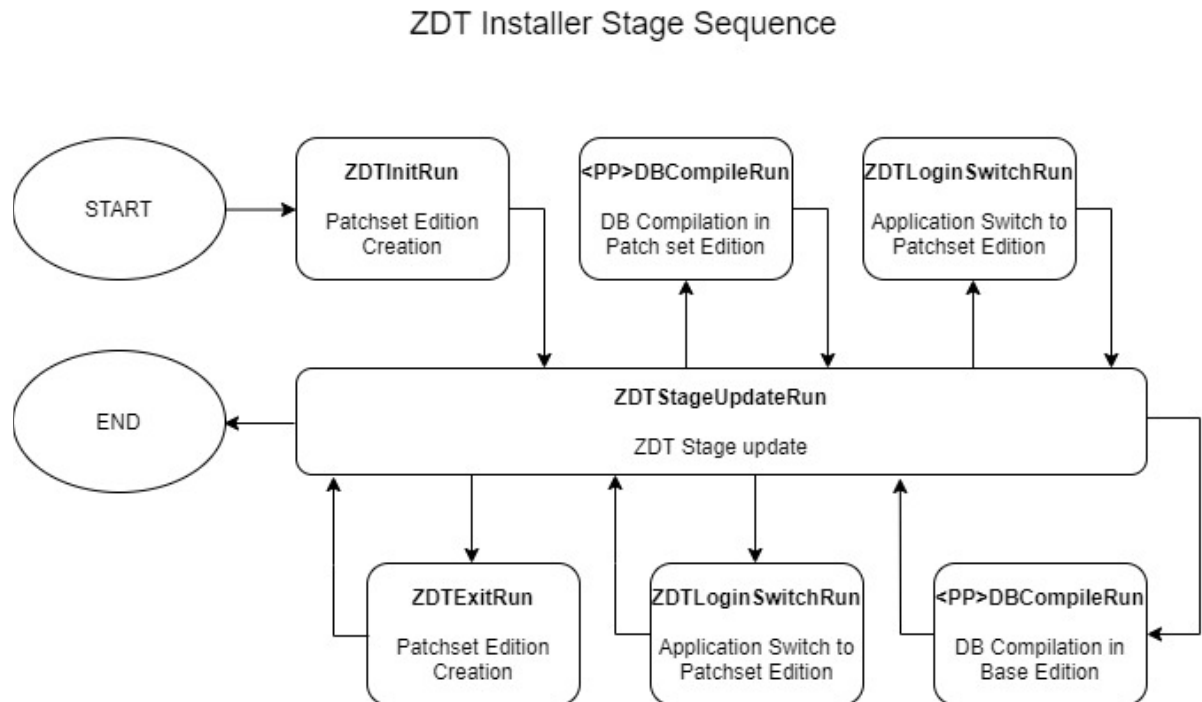 ZDT Installer Stage Sequence
START
ZDTInitRun
Patchset Edition
Creation
<PP>DBCompileRun
DB Compilation in
Patch set Edition
ZDTLoginSwitchRun
Application Switch to
Patchset Edition
END
ZDTStageUpdateRun
ZDT Stage update
ZDTExitRun
Patchset Edition
Creation
ZDTLoginSwitchRun
Application Switch to
Patchset Edition
<PP>DBCompileRun
DB Compilation in
Base Edition